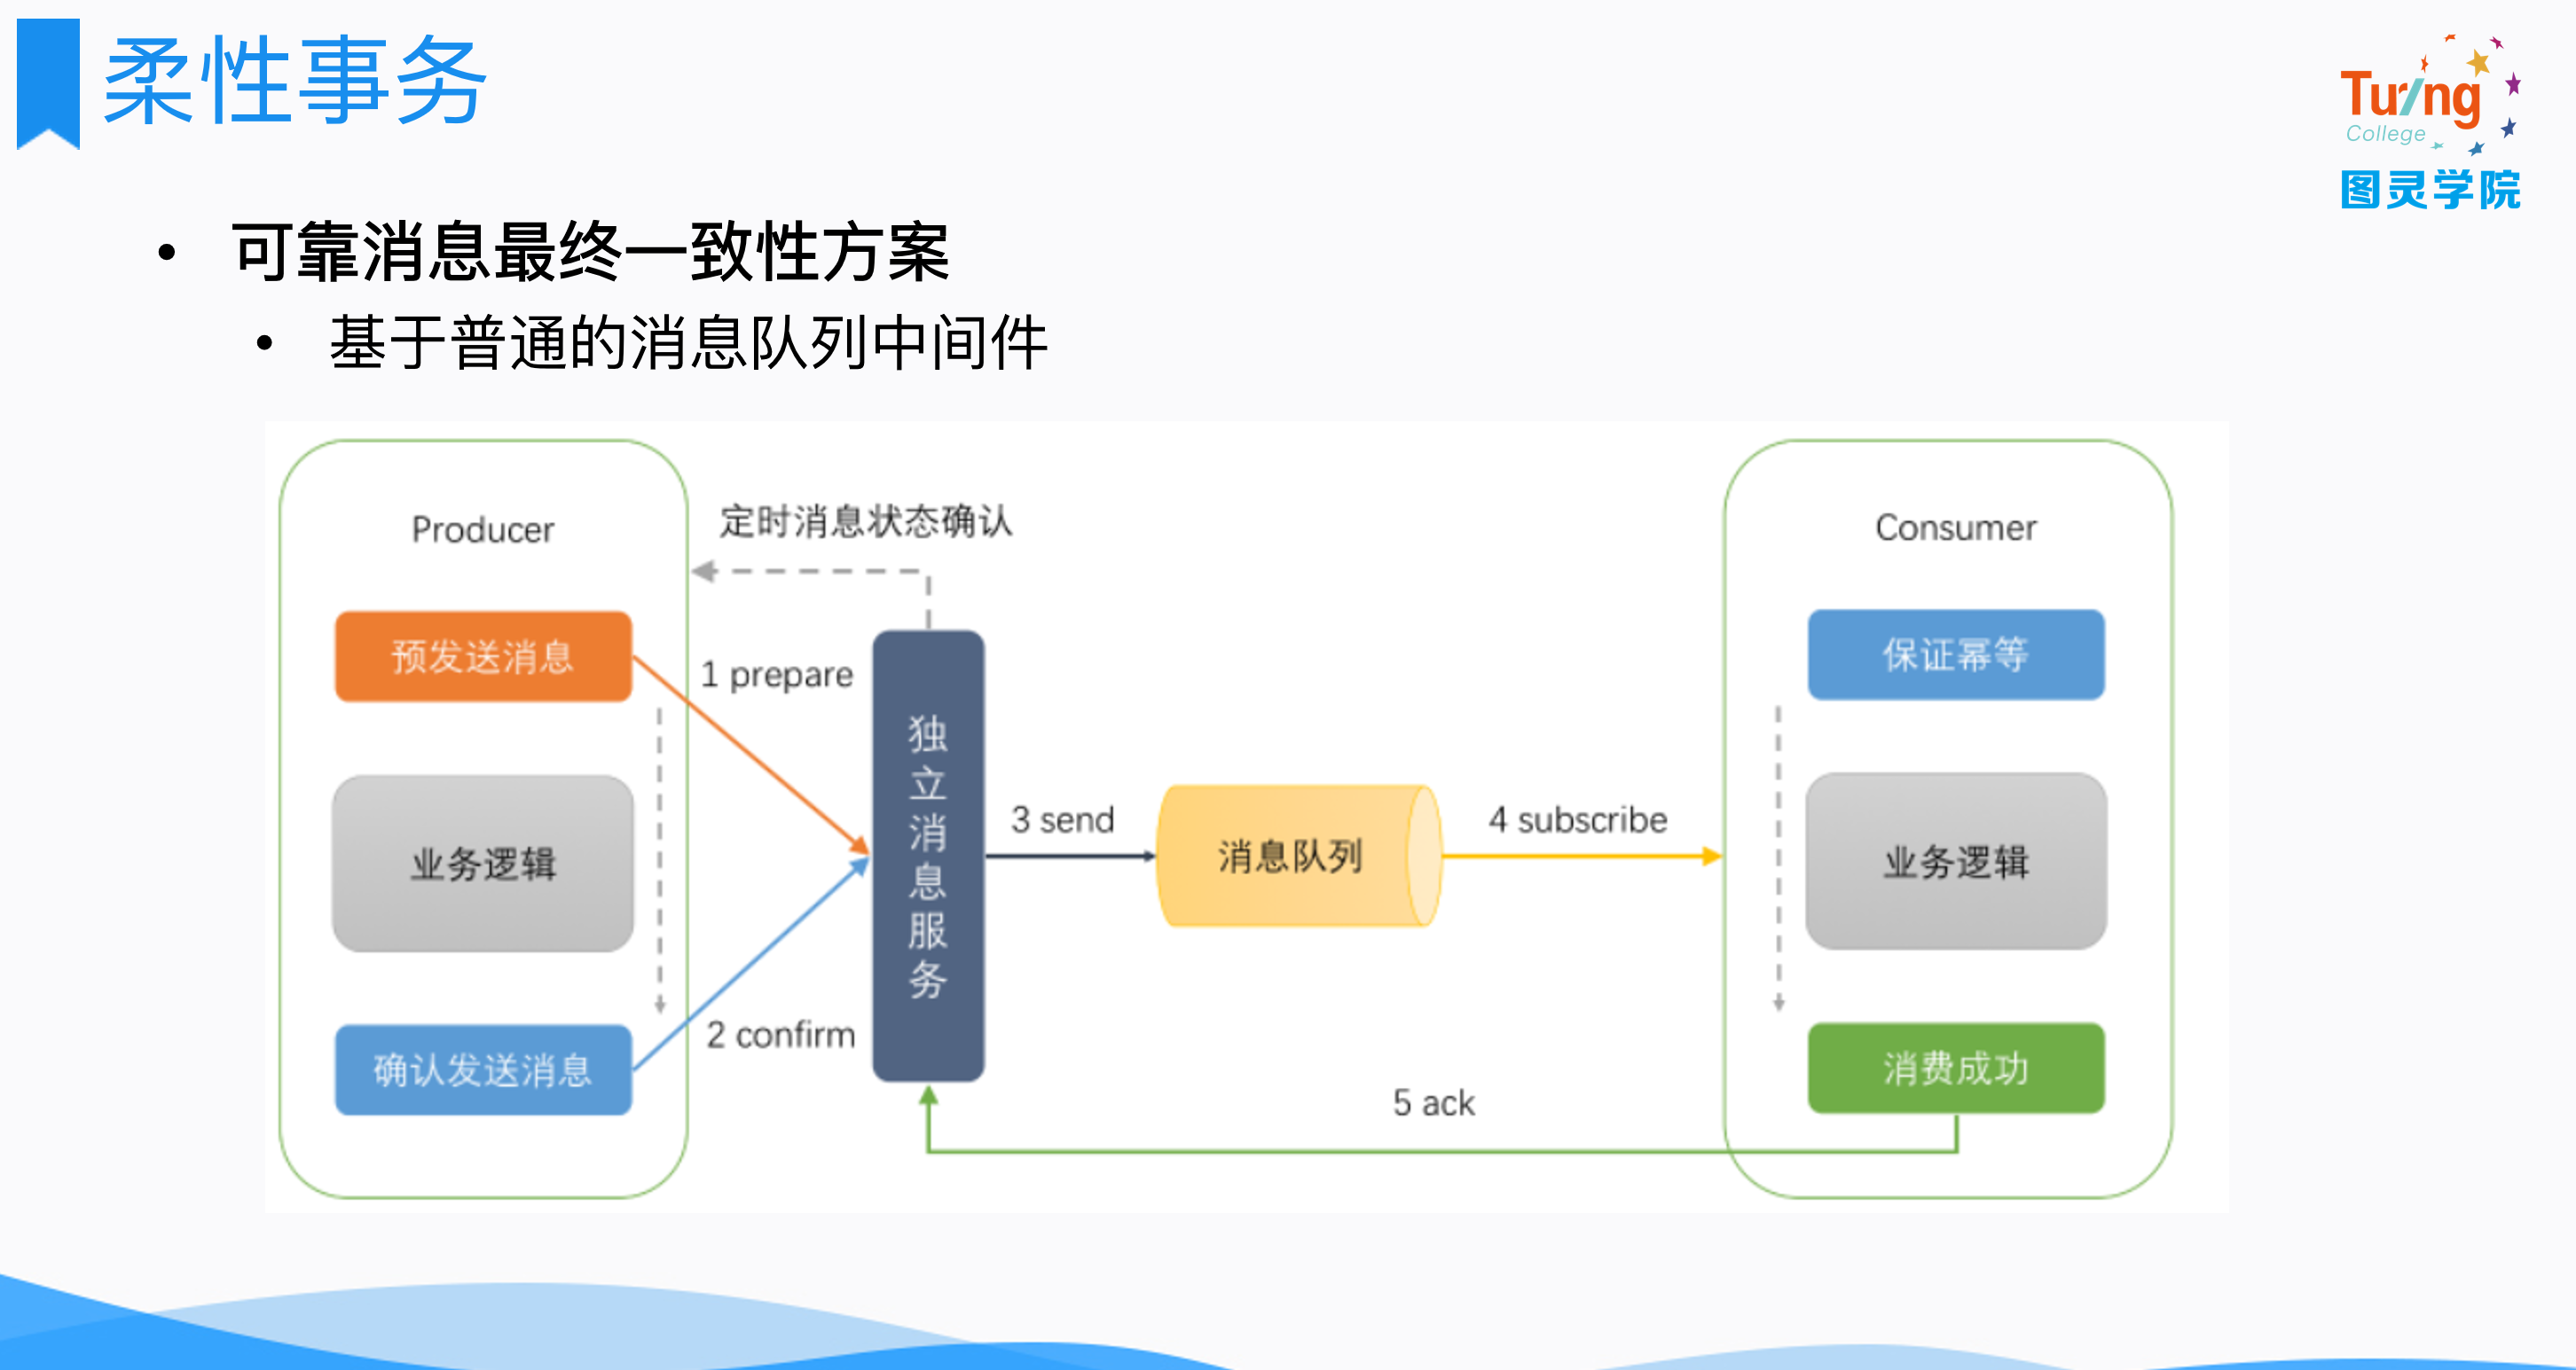 柔性事务
Turing
College
图灵学院
• 可靠消息最终一致性方案
• 基于普通的消息队列中间件
Producer
定时消息状态确认
Consumer
预发送消息
1 prepare
保证幂等
独立消息服务
业务逻辑
3 send
消息队列
4 subscribe
业务逻辑
确认发送消息
2 confirm
消费成功
5 ack